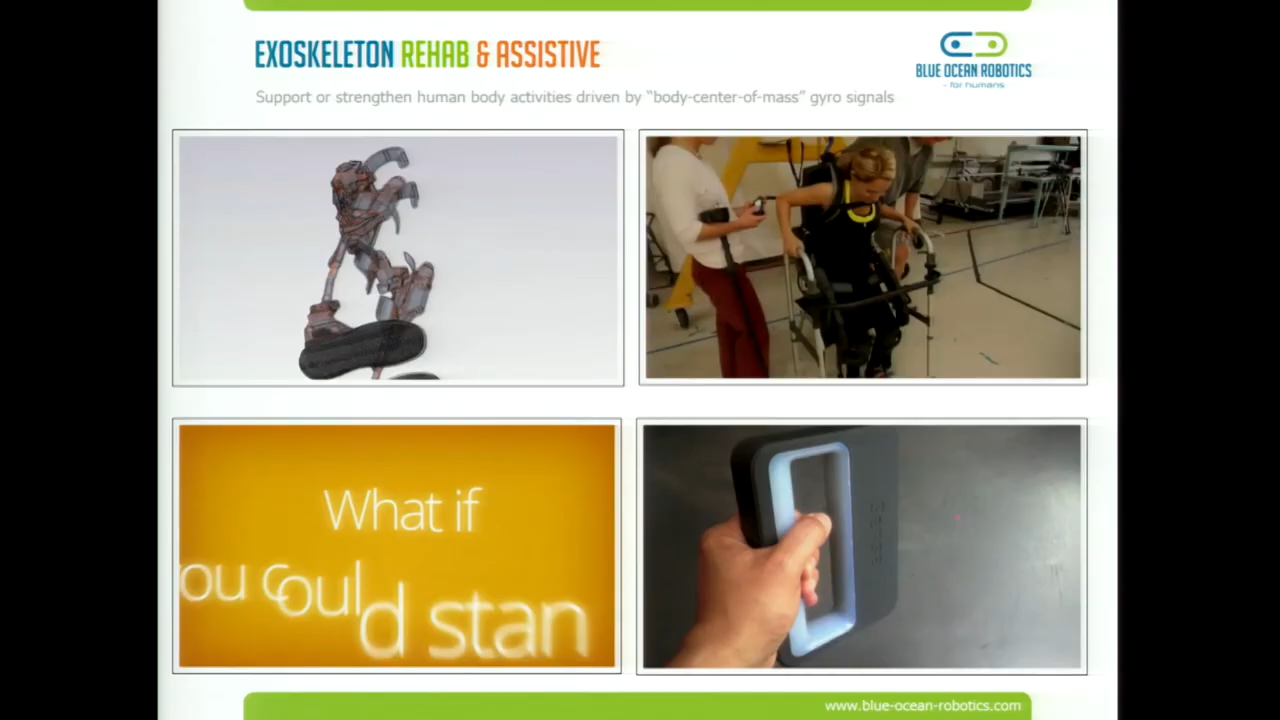 EXOSKELETON REHAB & ASSISTIVE
BLUE OCEAN ROBOTICS
- for humans
Support or strengthen human body activities driven by “body-center-of-mass” gyro signals
What if
ou could stan
www.blue-ocean-robotics.com